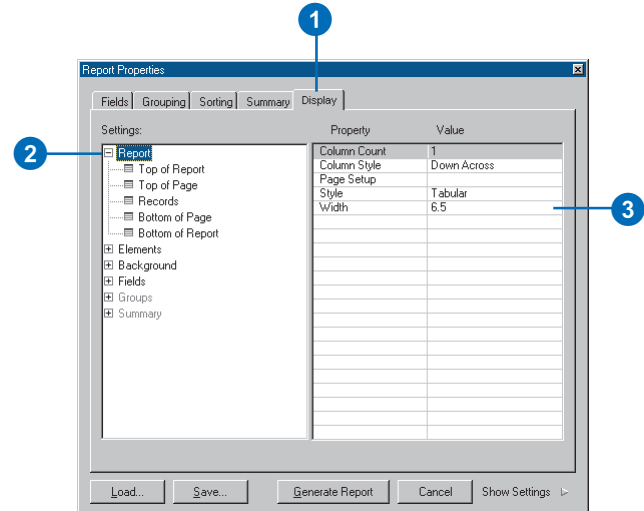 1
Report Properties
Fields Grouping Sorting Summary Display
Settings:
Property Value
2
Report
Top of Report
Top of Page
Records
Bottom of Page
Bottom of Report
Elements
Background
Fields
Groups
Summary
Column Count 1
Column Style Down Across
Page Setup
Style Tabular
Width 6.5
3
Load... Save... Generate Report Cancel Show Settings